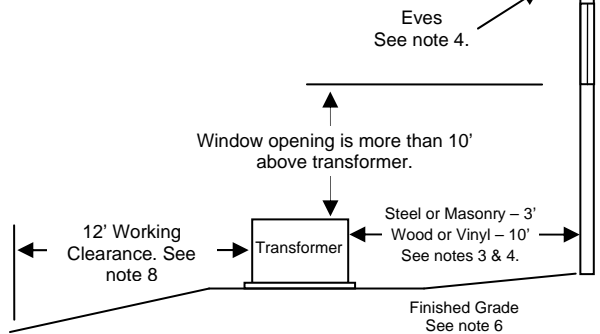 Eves
See note 4.
Window opening is more than 10'
above transformer.
12' Working
Clearance. See
note 8
Transformer
Steel or Masonry – 3'
Wood or Vinyl – 10'
See notes 3 & 4.
Finished Grade
See note 6